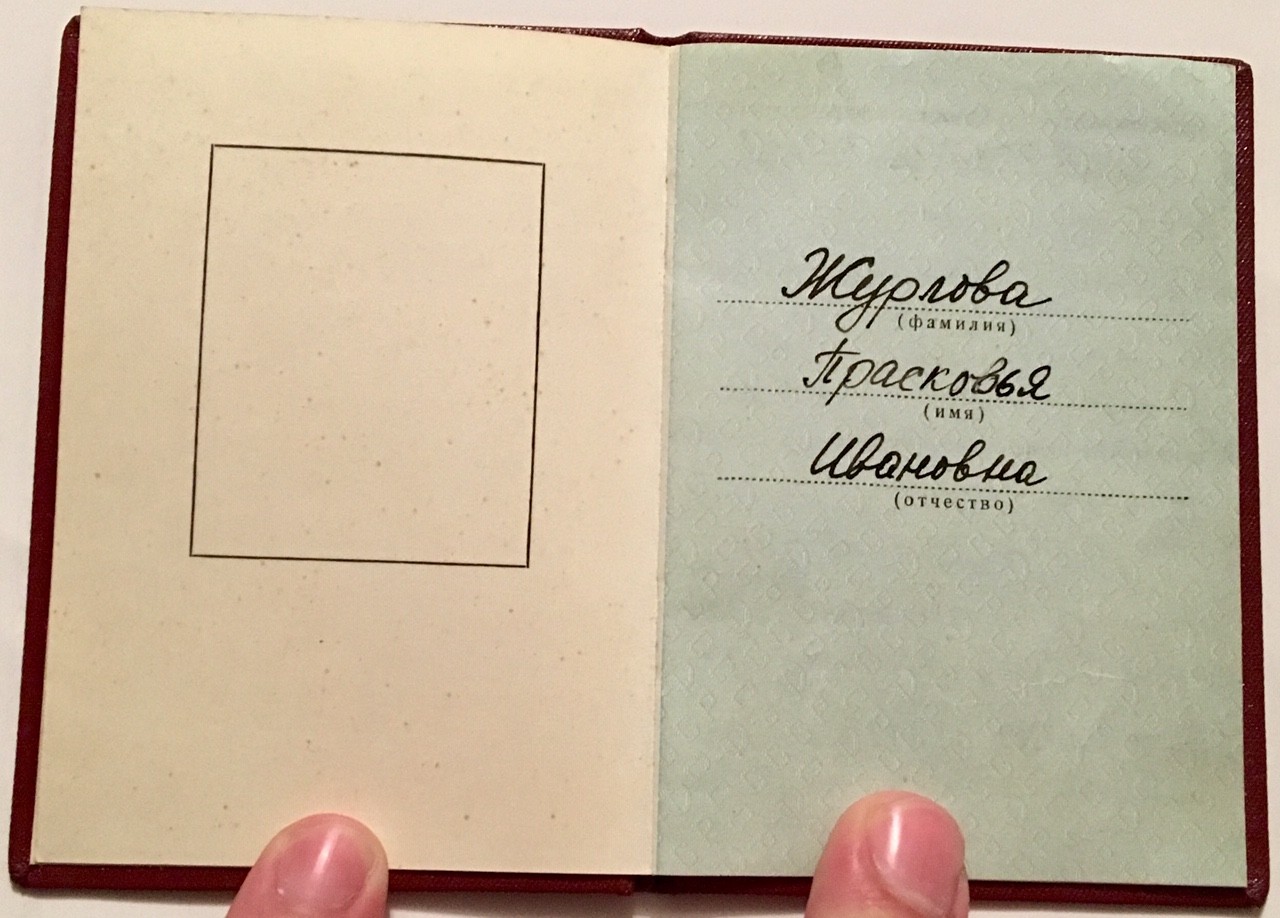 Журлова
(фамилия)
Прасковья
(имя)
Ивановна
(отчество)